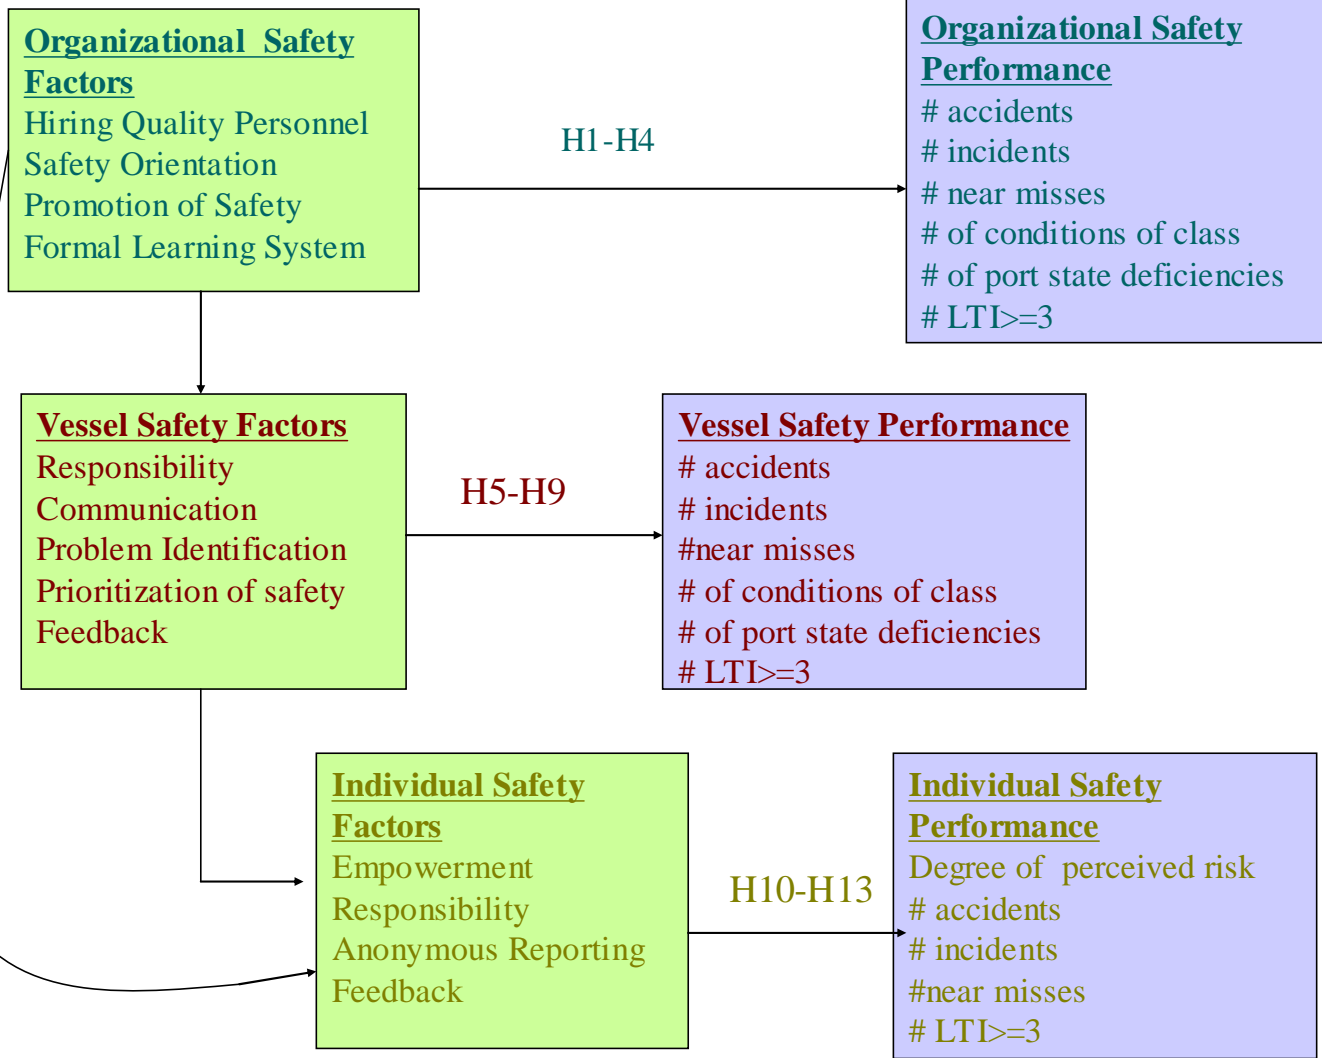 Organizational Safety
Factors
Hiring Quality Personnel
Safety Orientation
Promotion of Safety
Formal Learning System
H1-H4
Organizational Safety
Performance
# accidents
# incidents
# near misses
# of conditions of class
# of port state deficiencies
# LTI>=3
Vessel Safety Factors
Responsibility
Communication
Problem Identification
Prioritization of safety
Feedback
H5-H9
Vessel Safety Performance
# accidents
# incidents
#near misses
# of conditions of class
# of port state deficiencies
# LTI>=3
Individual Safety
Factors
Empowerment
Responsibility
Anonymous Reporting
Feedback
H10-H13
Individual Safety
Performance
Degree of perceived risk
# accidents
# incidents
#near misses
# LTI>=3